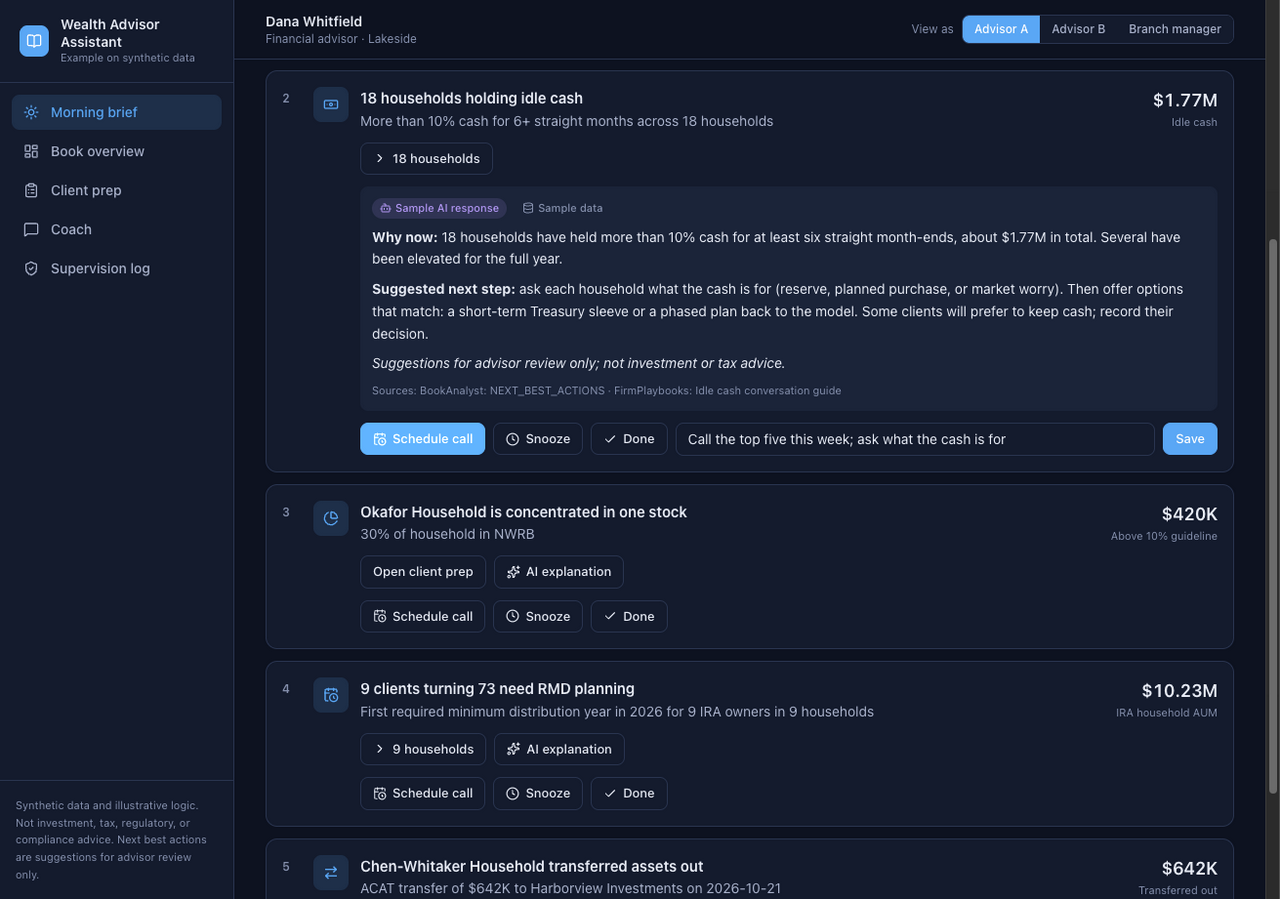 Wealth Advisor
Assistant
Example on synthetic data
Morning brief
Book overview
Client prep
Coach
Supervision log
Synthetic data and illustrative logic.
Not investment, tax, regulatory, or
compliance advice. Next best actions
are suggestions for advisor review
only.
Dana Whitfield
Financial advisor · Lakeside
View as
Advisor A
Advisor B
Branch manager
2
18 households holding idle cash
More than 10% cash for 6+ straight months across 18 households
$1.77M
Idle cash
18 households
Sample AI response
Sample data
Why now: 18 households have held more than 10% cash for at least six straight month-ends, about $1.77M in total. Several have
been elevated for the full year.
Suggested next step: ask each household what the cash is for (reserve, planned purchase, or market worry). Then offer options
that match: a short-term Treasury sleeve or a phased plan back to the model. Some clients will prefer to keep cash; record their
decision.
Suggestions for advisor review only; not investment or tax advice.
Sources: BookAnalyst: NEXT_BEST_ACTIONS · FirmPlaybooks: Idle cash conversation guide
Schedule call
Snooze
Done
Call the top five this week; ask what the cash is for
Save
3
Okafor Household is concentrated in one stock
30% of household in NWRB
$420K
Above 10% guideline
Open client prep
AI explanation
Schedule call
Snooze
Done
4
9 clients turning 73 need RMD planning
First required minimum distribution year in 2026 for 9 IRA owners in 9 households
$10.23M
IRA household AUM
9 households
AI explanation
Schedule call
Snooze
Done
5
Chen-Whitaker Household transferred assets out
ACAT transfer of $642K to Harborview Investments on 2026-10-21
$642K
Transferred out